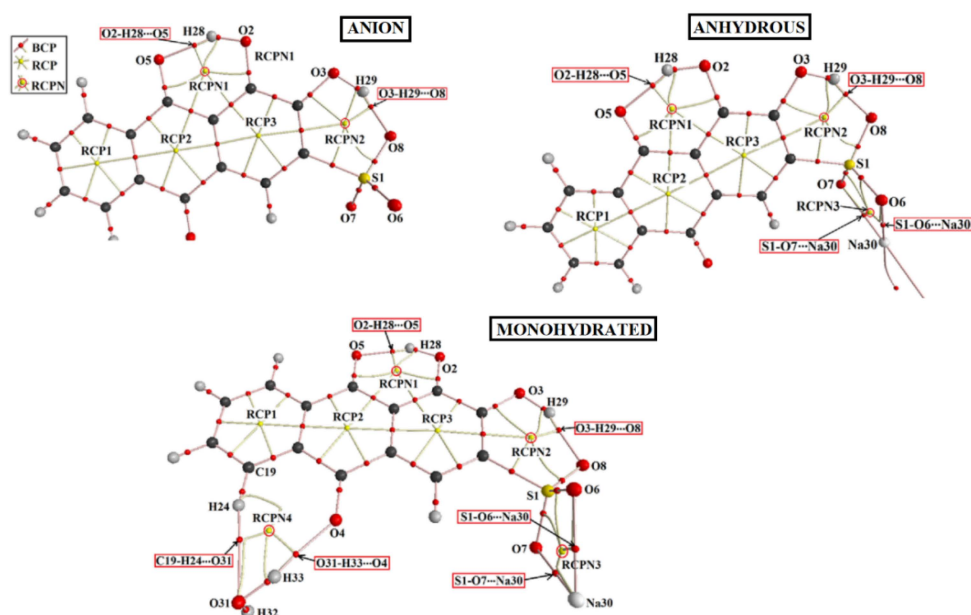 BCP
RCP
RCPN
ANION
O2-H28···O5
H28
O2
O5
RCPN1
RCPN1
O3
H29
O3-H29···O8
RCP3
RCP2
RCP1
RCPN2
O8
S1
O7
O6
ANHYDROUS
H28
O2
O3
H29
O2-H28···O5
O3-H29···O8
O5
RCPN1
RCPN2
O8
RCP3
S1
RCP2
O7
O6
RCPN3
RCP1
S1-O6···Na30
S1-O7···Na30
Na30
MONOHYDRATED
O2-H28···O5
O5
H28
O2
RCPN1
O3
H29
RCP1
RCP2
RCP3
O3-H29···O8
RCPN2
C19
O8
S1
O6
H24
RCPN4
O4
S1-O6···Na30
C19-H24···O31
O31-H33···O4
O7
RCPN3
H33
S1-O7···Na30
O31
H32
Na30